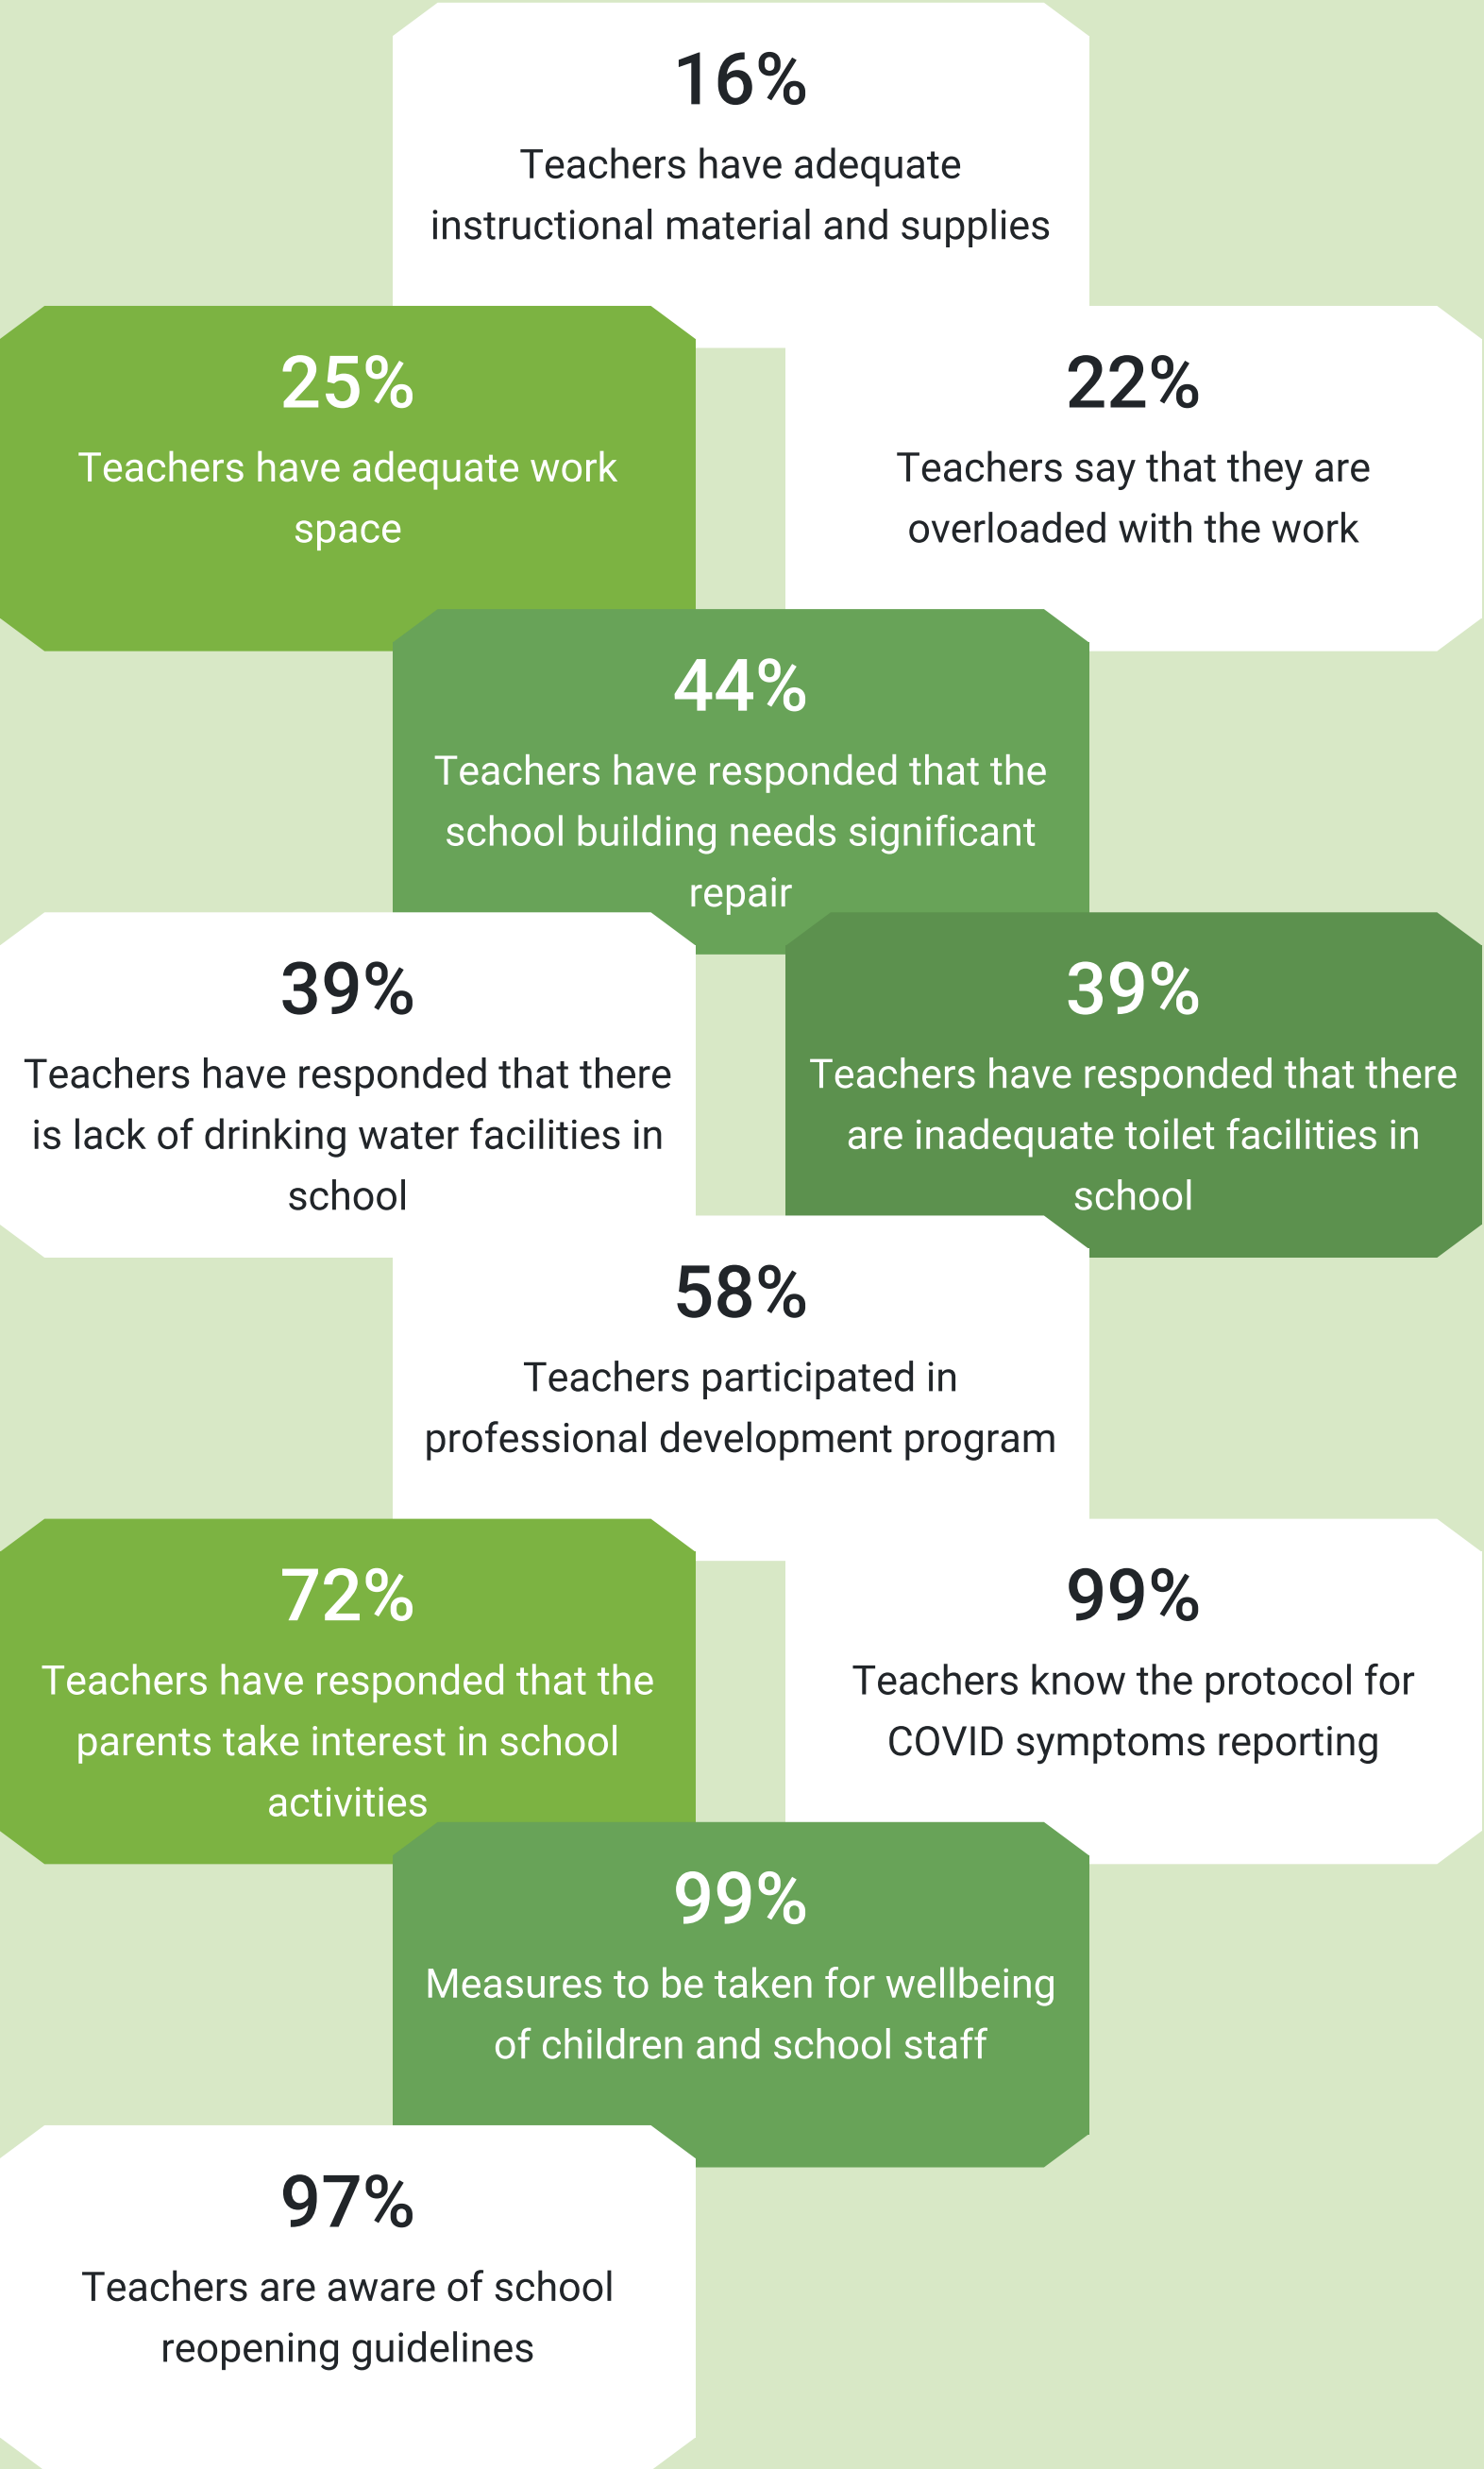 16%
Teachers have adequate
instructional material and supplies
25%
Teachers have adequate work
space
22%
Teachers say that they are
overloaded with the work
44%
Teachers have responded that the
school building needs significant
repair
39%
Teachers have responded that there
is lack of drinking water facilities in
school
39%
Teachers have responded that there
are inadequate toilet facilities in
school
58%
Teachers participated in
professional development program
72%
Teachers have responded that the
parents take interest in school
activities
99%
Teachers know the protocol for
COVID symptoms reporting
99%
Measures to be taken for wellbeing
of children and school staff
97%
Teachers are aware of school
reopening guidelines